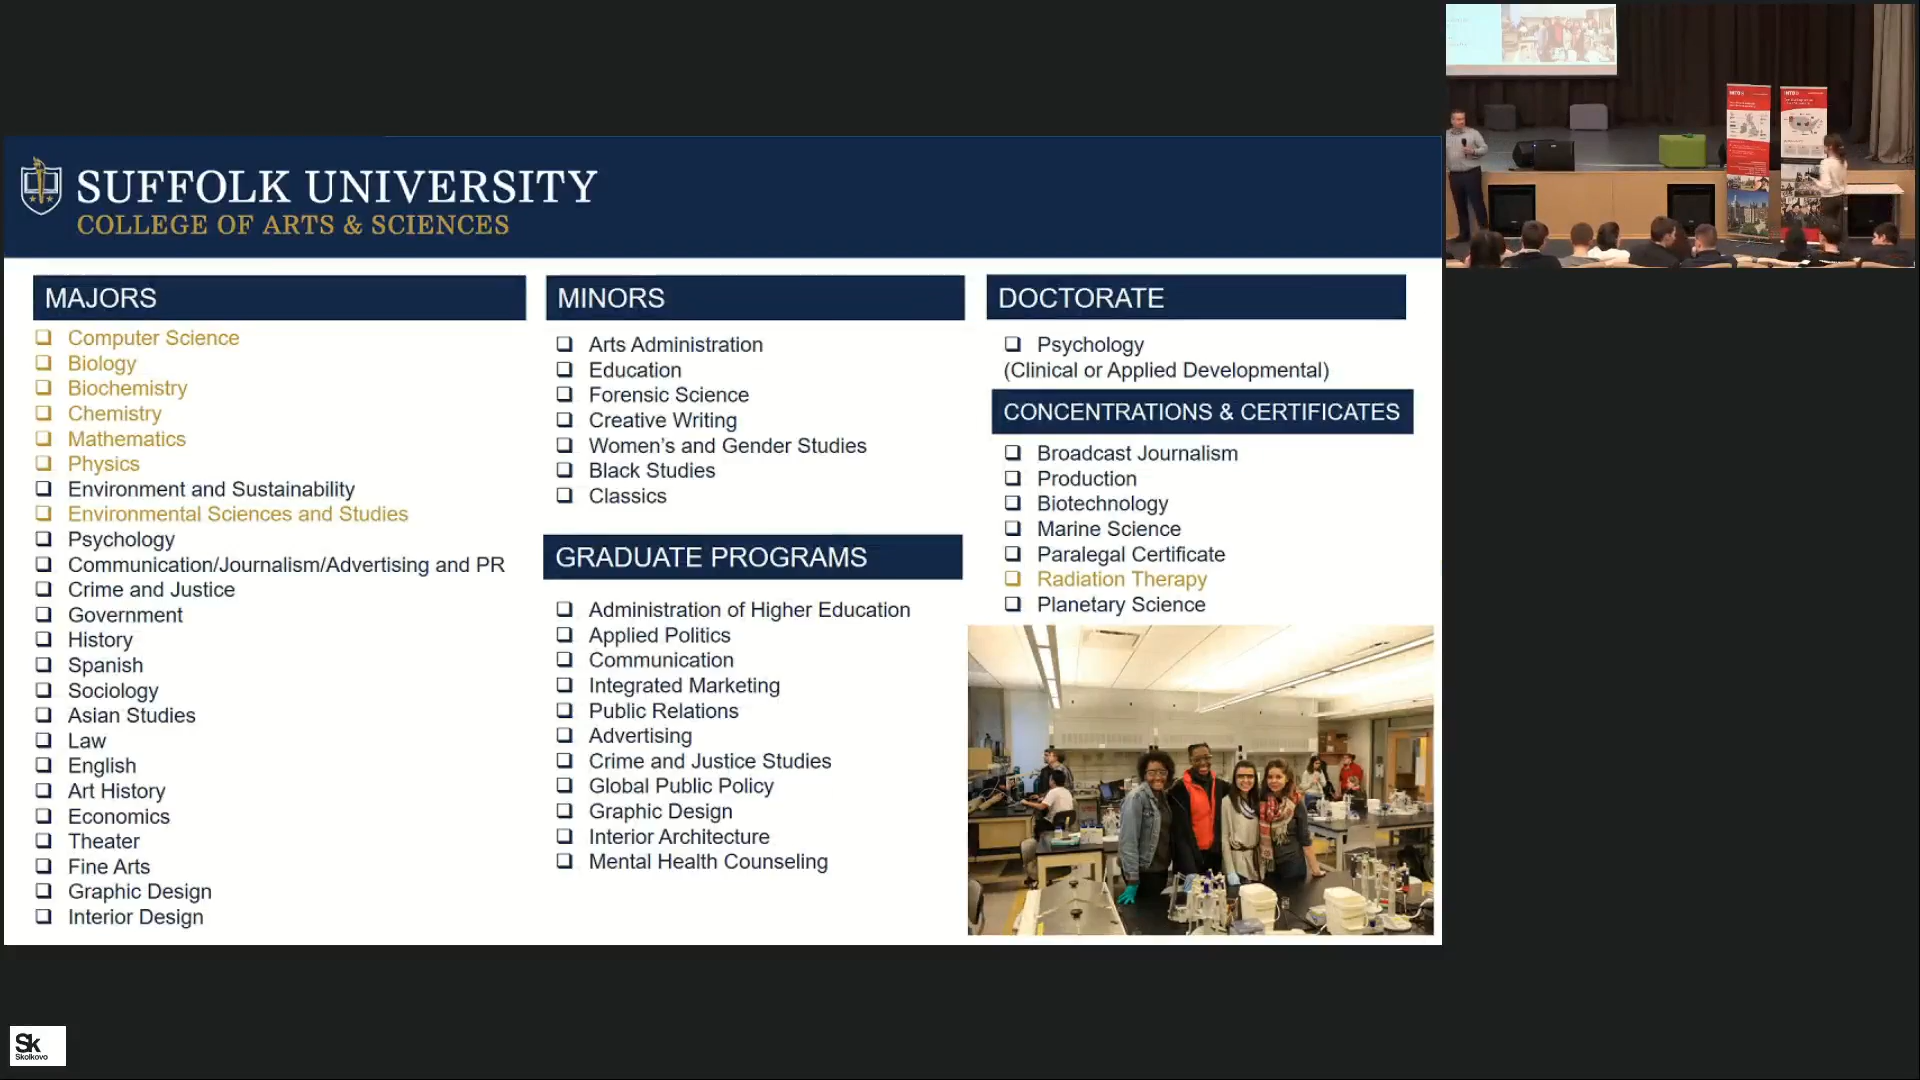 SUFFOLK UNIVERSITY
COLLEGE OF ARTS & SCIENCES
MAJORS
Computer Science
Biology
Biochemistry
Chemistry
Mathematics
Physics
Environment and Sustainability
Environmental Sciences and Studies
Psychology
Communication/Journalism/Advertising and PR
Crime and Justice
Government
History
Spanish
Sociology
Asian Studies
Law
English
Art History
Economics
Theater
Fine Arts
Graphic Design
Interior Design
MINORS
Arts Administration
Education
Forensic Science
Creative Writing
Women's and Gender Studies
Black Studies
Classics
GRADUATE PROGRAMS
Administration of Higher Education
Applied Politics
Communication
Integrated Marketing
Public Relations
Advertising
Crime and Justice Studies
Global Public Policy
Graphic Design
Interior Architecture
Mental Health Counseling
DOCTORATE
Psychology
(Clinical or Applied Developmental)
CONCENTRATIONS & CERTIFICATES
Broadcast Journalism
Production
Biotechnology
Marine Science
Paralegal Certificate
Radiation Therapy
Planetary Science
Sk
Skolkovo